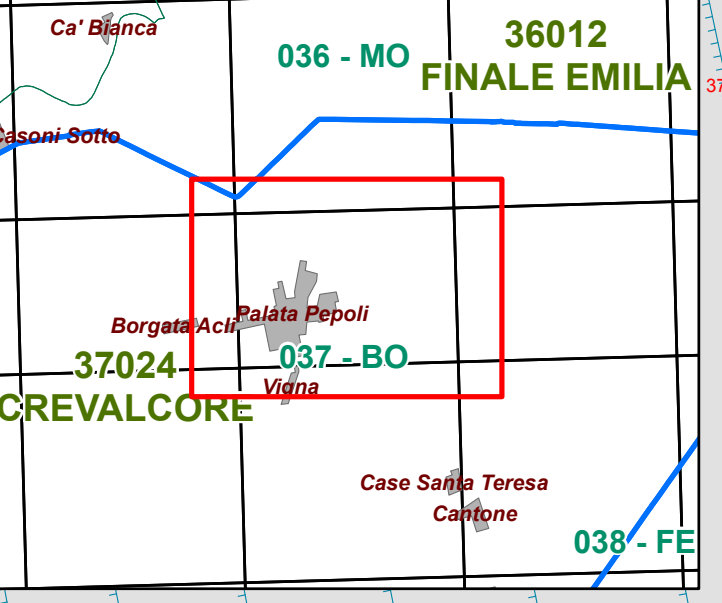 Ca' Bianca
036 - MO
36012
FINALE EMILIA
37
Casoni Sotto
Palata Pepoli
Borgata Acli
037 - BO
37024
CREVALCORE
Vigna
Case Santa Teresa
Cantone
038 - FE